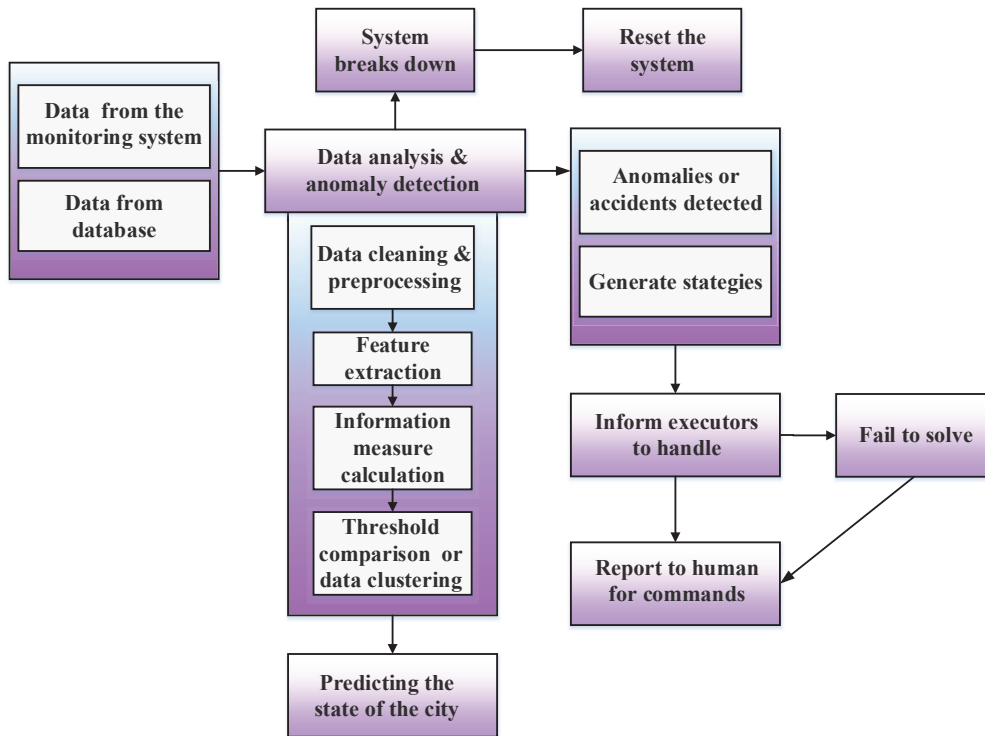 System
breaks down
Reset the
system
Data from the
monitoring system
Data from
database
Data analysis &
anomaly detection
Anomalies or
accidents detected
Generate stategies
Data cleaning &
preprocessing
Feature
extraction
Information
measure
calculation
Threshold
comparison or
data clustering
Inform executors
to handle
Fail to solve
Report to human
for commands
Predicting the
state of the city